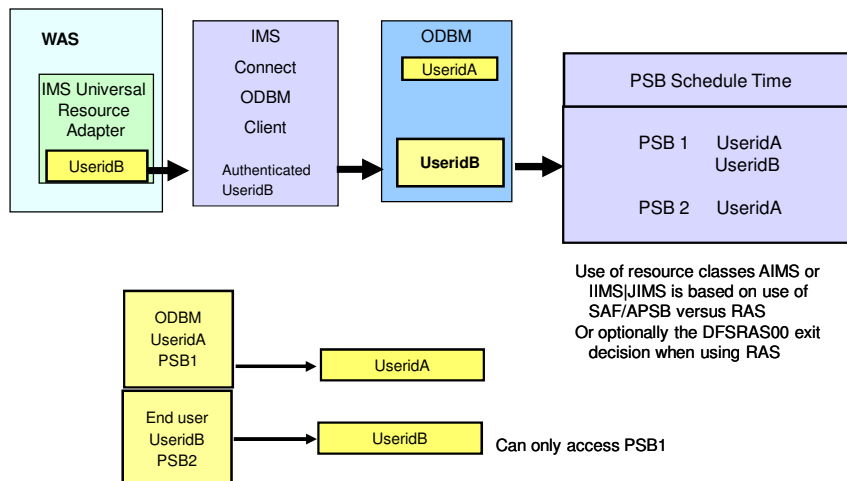 WAS
IMS Universal
Resource
Adapter
UseridB
IMS
Connect
ODBM
Client
Authenticated
UseridB
ODBM
UseridA
UseridB
PSB Schedule Time
PSB 1 UseridA
UseridB
PSB 2 UseridA
Use of resource classes AIMS or
IIMS|JIMS is based on use of
SAF/APSB versus RAS
Or optionally the DFSRAS00 exit
decision when using RAS
ODBM
UseridA
PSB1
UseridA
End user
UseridB
PSB2
UseridB
Can only access PSB1